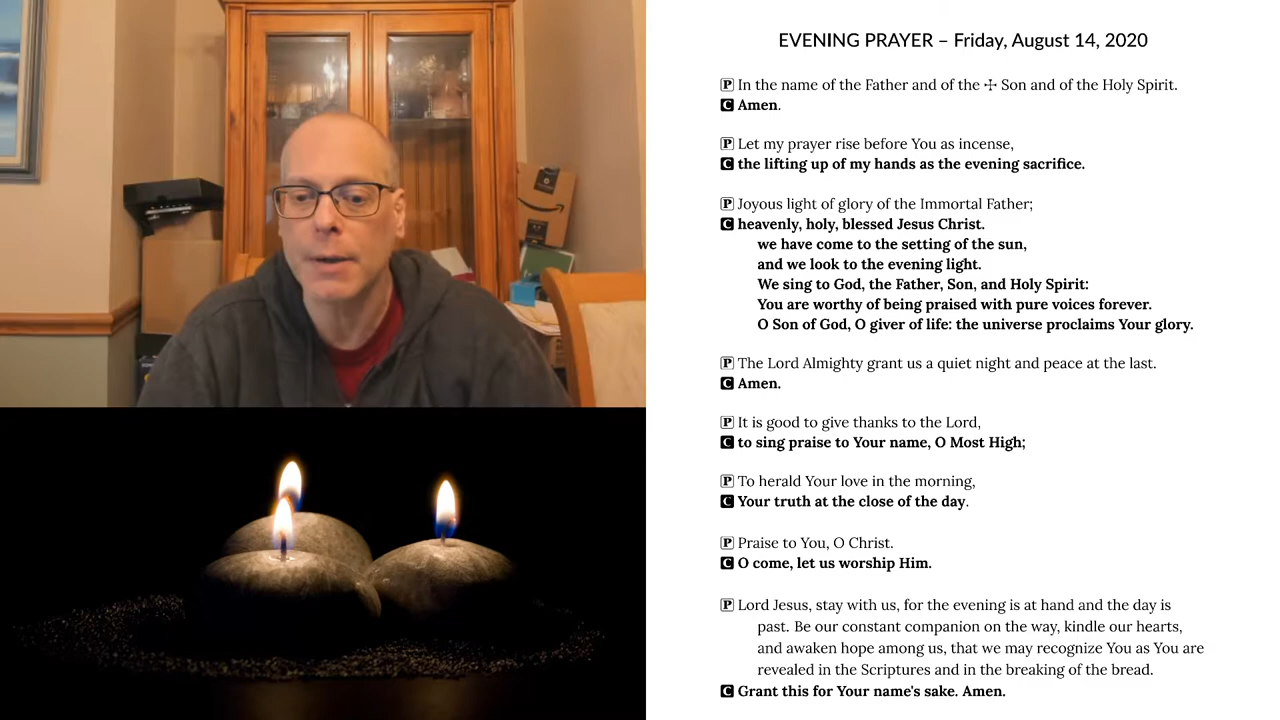 EVENING PRAYER – Friday, August 14, 2020
P In the name of the Father and of the ☩ Son and of the Holy Spirit.
C Amen.
P Let my prayer rise before You as incense,
C the lifting up of my hands as the evening sacrifice.
P Joyous light of glory of the Immortal Father;
C heavenly, holy, blessed Jesus Christ.
we have come to the setting of the sun,
and we look to the evening light.
We sing to God, the Father, Son, and Holy Spirit:
You are worthy of being praised with pure voices forever.
O Son of God, O giver of life: the universe proclaims Your glory.
P The Lord Almighty grant us a quiet night and peace at the last.
C Amen.
P It is good to give thanks to the Lord,
C to sing praise to Your name, O Most High;
P To herald Your love in the morning,
C Your truth at the close of the day.
P Praise to You, O Christ.
C O come, let us worship Him.
P Lord Jesus, stay with us, for the evening is at hand and the day is
past. Be our constant companion on the way, kindle our hearts,
and awaken hope among us, that we may recognize You as You are
revealed in the Scriptures and in the breaking of the bread.
C Grant this for Your name's sake. Amen.